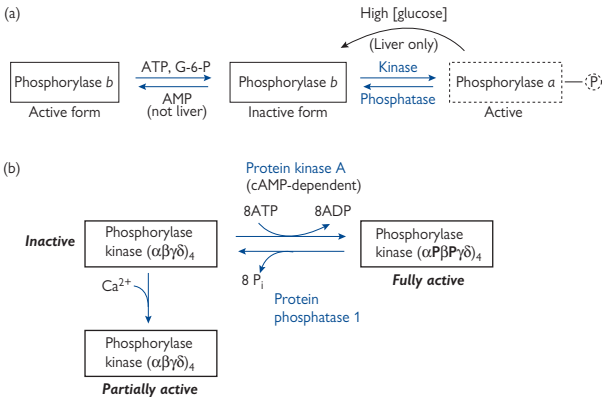 (a)
High [glucose]
(Liver only)
Phosphorylase b
Active form
ATP, G-6-P
AMP
(not liver)
Phosphorylase b
Inactive form
Kinase
Phosphatase
Phosphorylase a
P
Active
(b)
Protein kinase A
(cAMP-dependent)
8ATP 8ADP
Inactive
Phosphorylase
kinase (αβγδ)4
Phosphorylase
kinase (αPβPγδ)4
Fully active
8 Pi
Protein
phosphatase 1
Ca2+
Phosphorylase
kinase (αβγδ)4
Partially active